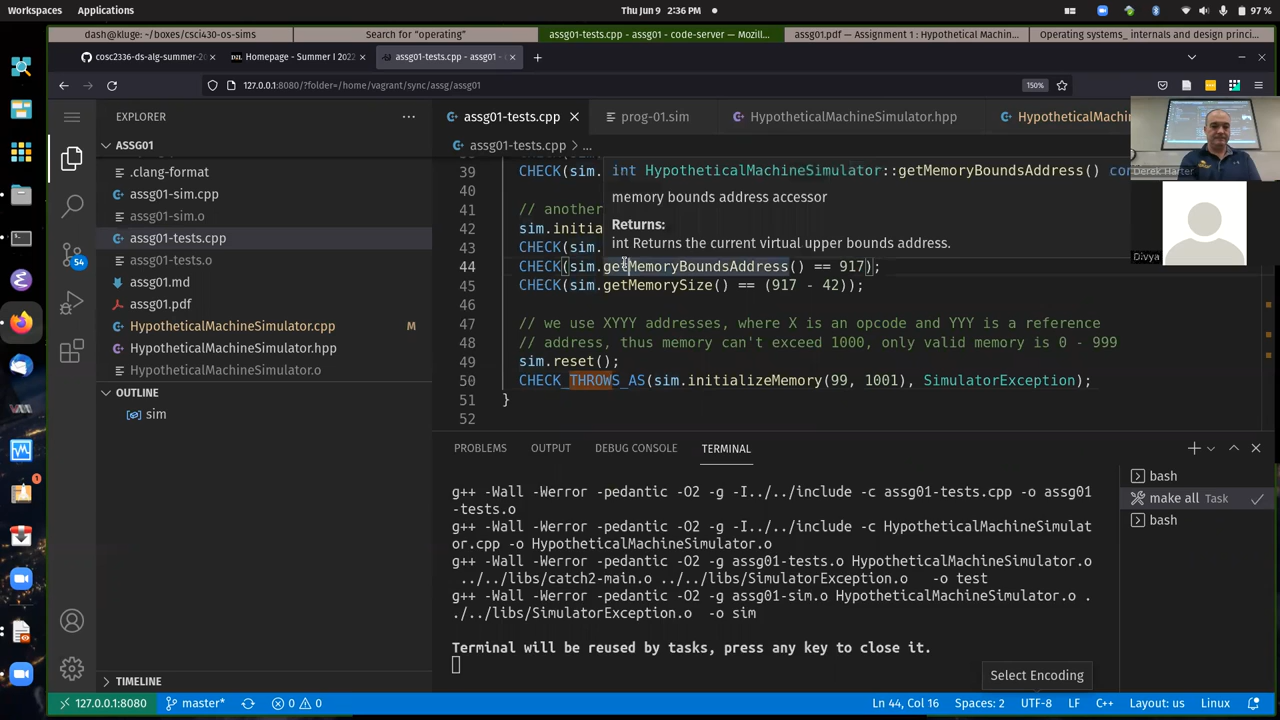 Workspaces Applications Thu Jun 9 2:36 PM 97 %
dash@kluge: ~/boxes/csci430-os-sims Search for "operating" assg01-tests.cpp - assg01 - code-server — Mozill... assg01.pdf — Assignment 1 : Hypothetical Machin... Operating systems_ internals and design princi...
cosc2336-ds-alg-summer-2 D2L Homepage - Summer I 2022 assg01-tests.cpp - assg01 -
127.0.0.1:8080/?folder=/home/vagrant/sync/assg/assg01 150%
EXPLORER
assg01-tests.cpp prog-01.sim HypotheticalMachineSimulator.hpp HypotheticalM
ASSG01
assg01-tests.cpp > ...
.clang-format
assg01-sim.cpp
assg01-sim.o
assg01-tests.cpp
assg01-tests.o
all.md
assg01.pdf
HypotheticalMachineSimulator.cpp M
HypotheticalMachineSimulator.hpp
HypotheticalMachineSimulator.o
OUTLINE
sim
TIMELINE
39 CHECK(sim.
int HypotheticalMachineSimulator::getMemoryBoundsAddress() con
memory bounds address accessor
Returns:
int Returns the current virtual upper bounds address.
40
41 // another
42 sim.initia
43 CHECK(sim.
44 CHECK(sim.getMemoryBoundsAddress() == 917);
45 CHECK(sim.getMemorySize() == (917 - 42));
46
47 // we use XYYY addresses, where X is an opcode and YYY is a reference
48 // address, thus memory can't exceed 1000, only valid memory is 0 - 999
49 sim.reset();
50 CHECK_THROWS_AS(sim.initializeMemory(99, 1001), SimulatorException);
51 }
52
Derek Harter
Divya
PROBLEMS OUTPUT DEBUG CONSOLE TERMINAL
g++ -Wall -Werror -pedantic -O2 -g -I../../include -c assg01-tests.cpp -o assg01
-tests.o
g++ -Wall -Werror -pedantic -O2 -g -I../../include -c HypotheticalMachineSimulat
or.cpp -o HypotheticalMachineSimulator.o
g++ -Wall -Werror -pedantic -O2 -g assg01-tests.o HypotheticalMachineSimulator.o
../../libs/catch2-main.o ../../libs/SimulatorException.o -o test
g++ -Wall -Werror -pedantic -O2 -g assg01-sim.o HypotheticalMachineSimulator.o .
./../libs/SimulatorException.o -o sim
Terminal will be reused by tasks, press any key to close it.
bash
make all Task
bash
Select Encoding
127.0.0.1:8080 master* 0 0 Ln 44, Col 16 Spaces: 2 UTF-8 LF C++ Layout: us Linux